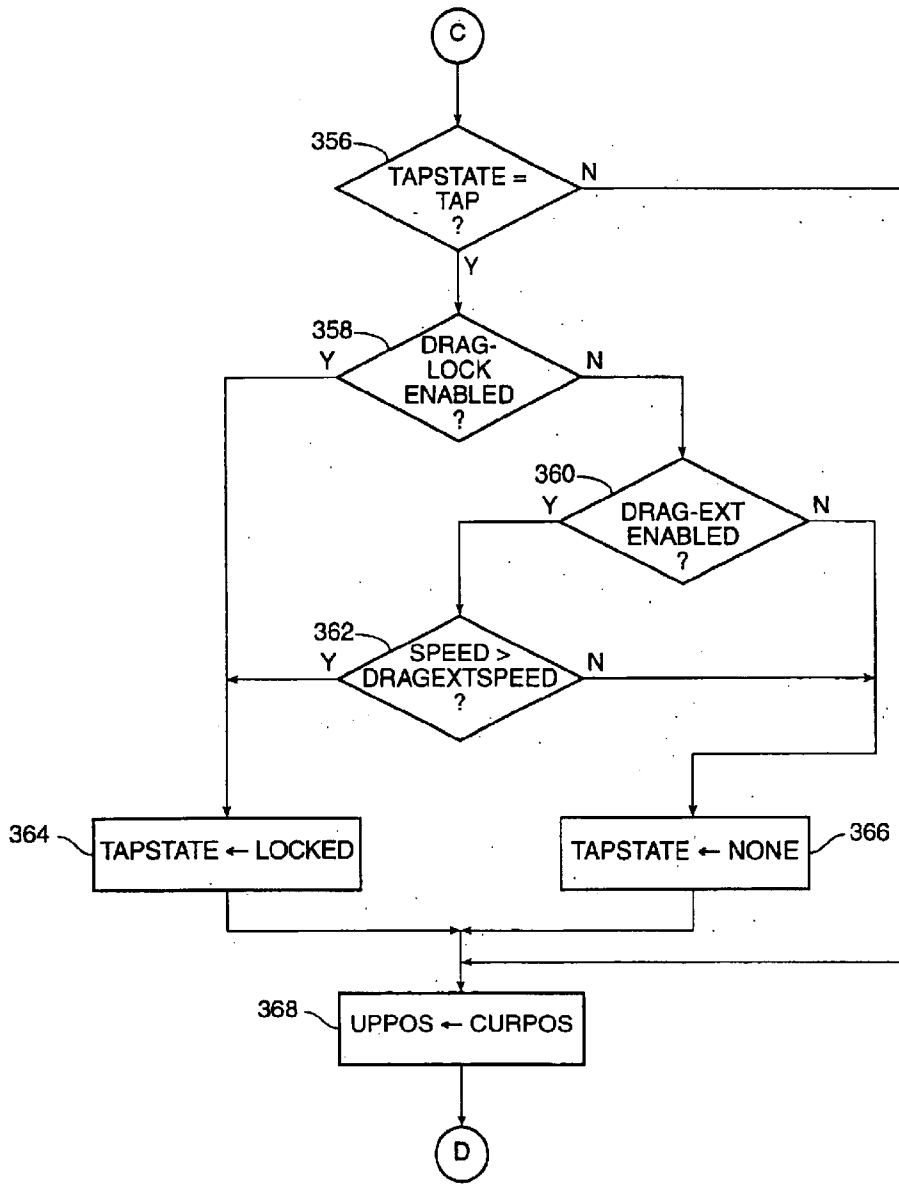 C
356
TAPSTATE =
TAP
?
N
Y
358
DRAG-
LOCK
ENABLED
?
Y
N
360
DRAG-EXT
ENABLED
?
Y
N
362
SPEED >
DRAGEXTSPEED
?
Y
N
364
TAPSTATE ← LOCKED
TAPSTATE ← NONE
366
368
UPPOS ← CURPOS
D